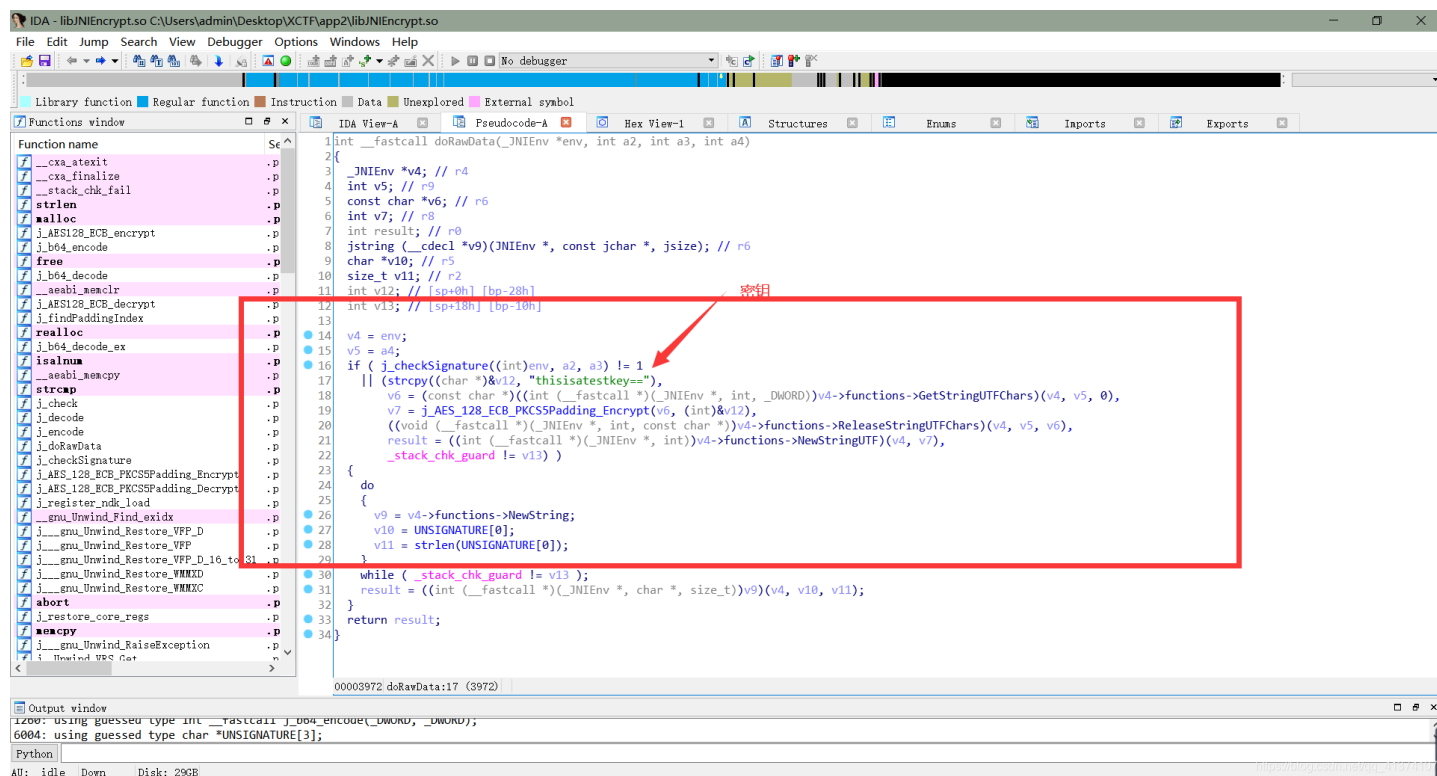 IDA - libJNIEncrypt.so C:\Users\admin\Desktop\XCTF\app2\libJNIEncrypt.so
File Edit Jump Search View Debugger Options Windows Help
No debugger
Library function Regular function Instruction Data Unexplored External symbol
Functions window
IDA View-A Pseudocode-A Hex View-1 Structures Enums Imports Exports
Function name Se
__cxa_atexit .p
__cxa_finalize .p
__stack_chk_fail .p
strlen .p
malloc .p
j_AES128_ECB_encrypt .p
j_b64_encode .p
free .p
j_b64_decode .p
__aeabi_memclr .p
j_AES128_ECB_decrypt .p
j_findPaddingIndex .p
realloc .p
j_b64_decode_ex .p
isalnum .p
__aeabi_memcpy .p
strcmp .p
j_check .p
j_decode .p
j_encode .p
j_doRawData .p
j_checkSignature .p
j_AES_128_ECB_PKCS5Padding_Encrypt .p
j_AES_128_ECB_PKCS5Padding_Decrypt .p
j_register_ndk_load .p
__gnu_Unwind_Find_exidx .p
j___gnu_Unwind_Restore_VFP_D .p
j___gnu_Unwind_Restore_VFP .p
j___gnu_Unwind_Restore_VFP_D_16_to_31 .p
j___gnu_Unwind_Restore_WMMXD .p
j___gnu_Unwind_Restore_WMMXC .p
abort .p
j_restore_core_regs .p
memcpy .p
j___gnu_Unwind_RaiseException .p
j__Unwind_VRS_Get
1 int __fastcall doRawData(_JNIEnv *env, int a2, int a3, int a4)
2 {
3 _JNIEnv *v4; // r4
4 int v5; // r9
5 const char *v6; // r6
6 int v7; // r8
7 int result; // r0
8 jstring (__cdecl *v9)(JNIEnv *, const jchar *, jsize); // r6
9 char *v10; // r5
10 size_t v11; // r2
11 int v12; // [sp+0h] [bp-28h]
密钥
12 int v13; // [sp+18h] [bp-10h]
13
14 v4 = env;
15 v5 = a4;
16 if ( j_checkSignature((int)env, a2, a3) != 1
17 || (strcpy((char *)&v12, "thisisatestkey=="),
18 v6 = (const char *)((int (__fastcall *)(_JNIEnv *, int, _DWORD))v4->functions->GetStringUTFChars)(v4, v5, 0),
19 v7 = j_AES_128_ECB_PKCS5Padding_Encrypt(v6, (int)&v12),
20 ((void (__fastcall *)(_JNIEnv *, int, const char *))v4->functions->ReleaseStringUTFChars)(v4, v5, v6),
21 result = ((int (__fastcall *)(_JNIEnv *, int))v4->functions->NewStringUTF)(v4, v7),
22 _stack_chk_guard != v13) )
23 {
24 do
25 {
26 v9 = v4->functions->NewString;
27 v10 = UNSIGNATURE[0];
28 v11 = strlen(UNSIGNATURE[0]);
29 }
30 while ( _stack_chk_guard != v13 );
31 result = ((int (__fastcall *)(_JNIEnv *, char *, size_t))v9)(v4, v10, v11);
32 }
33 return result;
34 }
00003972 doRawData:17 (3972)
Output window
1260: using guessed type int __fastcall j_b64_encode(_DWORD, _DWORD);
6004: using guessed type char *UNSIGNATURE[3];
Python
AU: idle Down Disk: 29GB